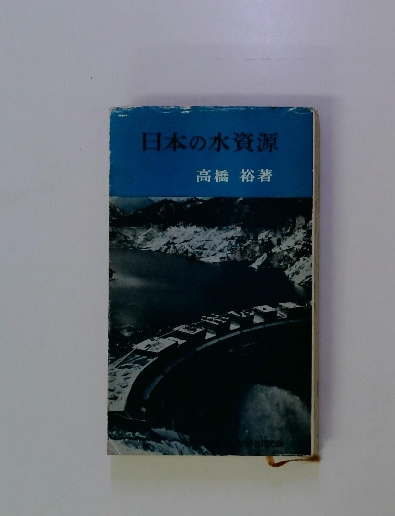 日本の水資源
高橋 裕著